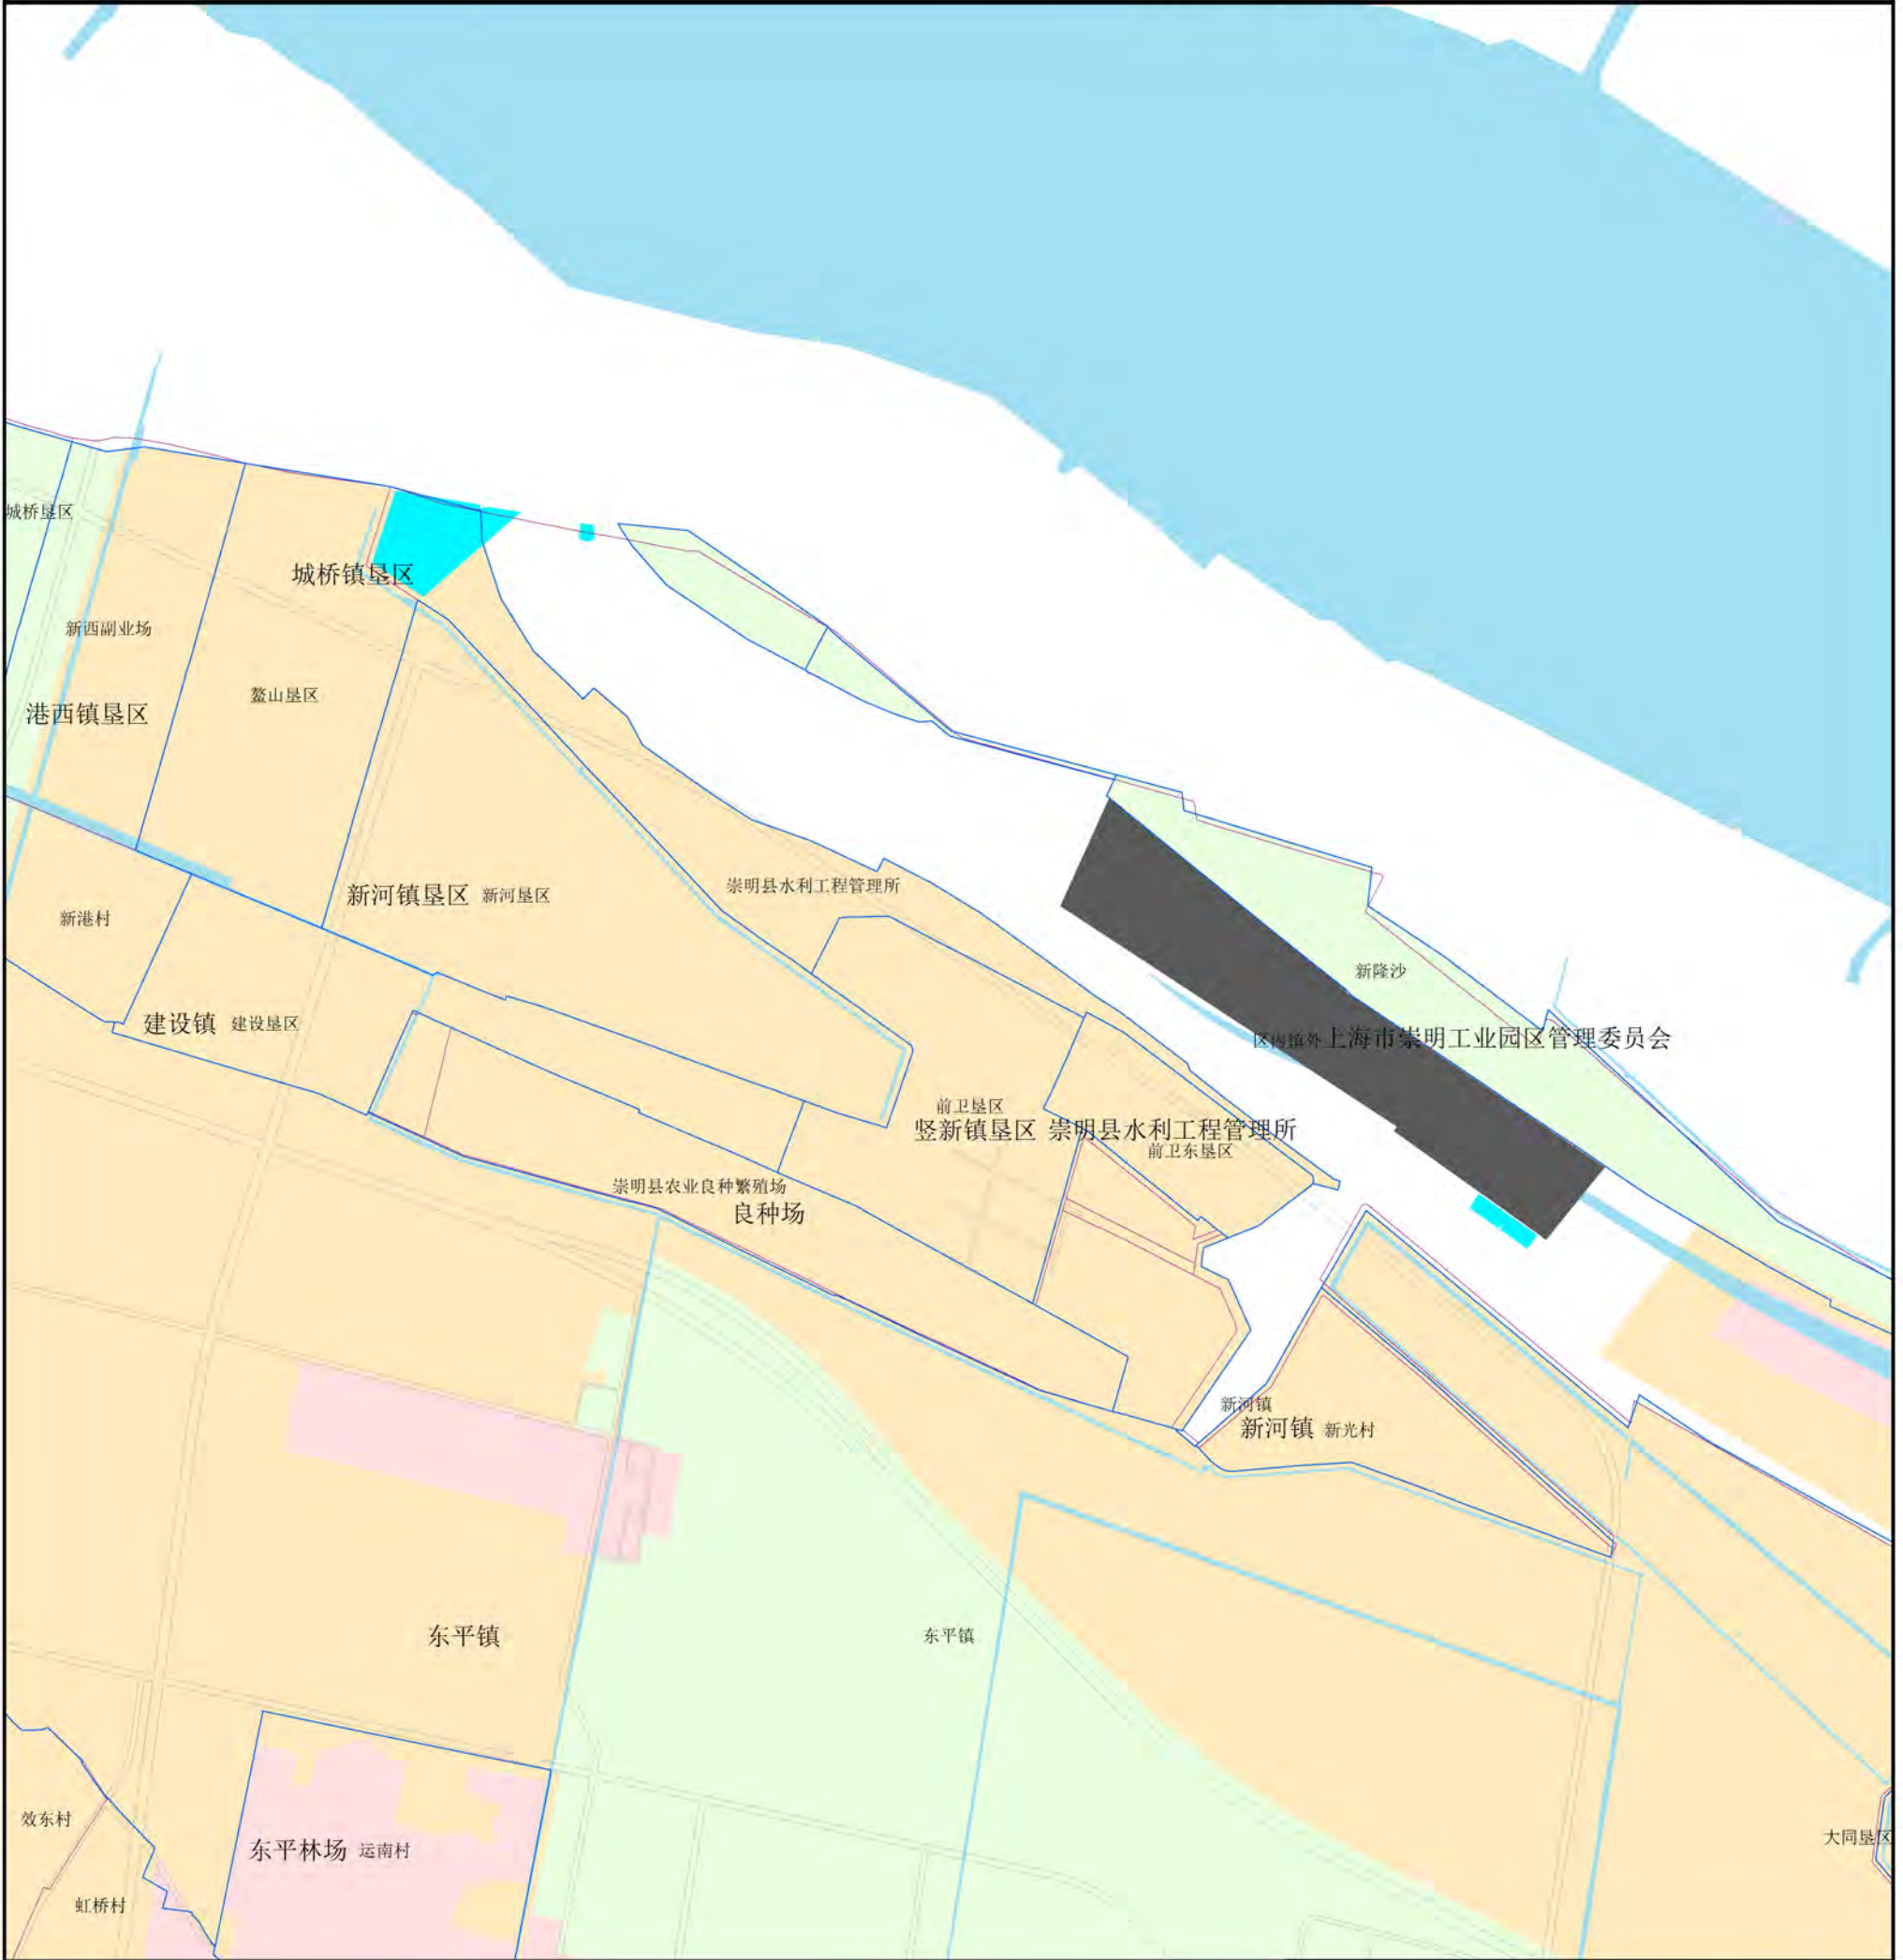 城桥垦区
城桥镇垦区
新西副业场
鳌山垦区
港西镇垦区
崇明县水利工程管理所
新河镇垦区 新河垦区
新港村
新隆沙
建设镇 建设垦区
区内镇外 上海市崇明工业园区管理委员会
前卫垦区
竖新镇垦区 崇明县水利工程管理所
前卫东垦区
崇明县农业良种繁殖场
良种场
新河镇
新河镇 新光村
东平镇
东平镇
效东村
大同垦区
东平林场 运南村
虹桥村